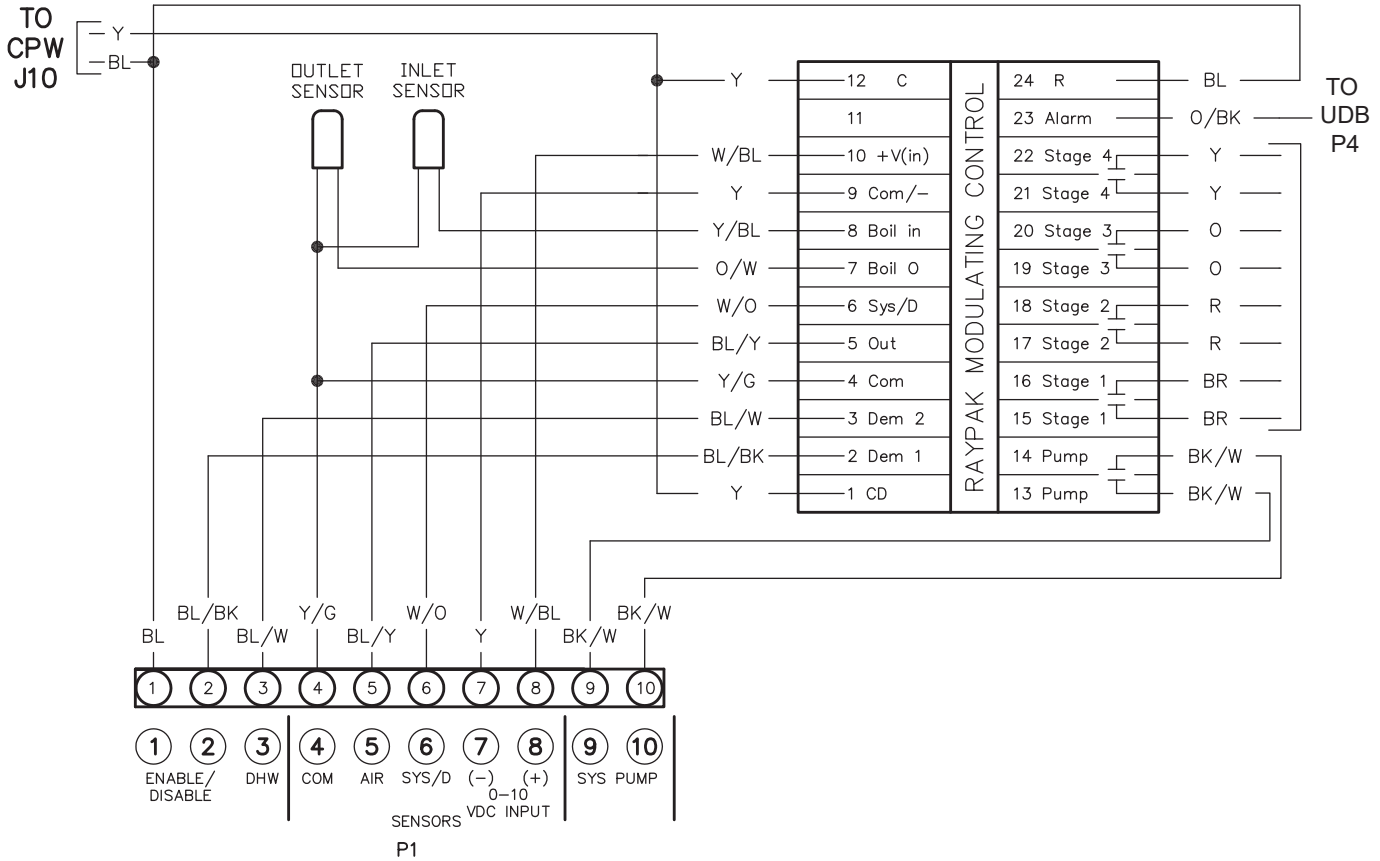 TO
CPW
J10
Y
BL
OUTLET
SENSOR
INLET
SENSOR
Y
12 C
24 R
BL
11
23 Alarm
O/BK
TO
UDB
P4
W/BL
10 +V(in)
22 Stage 4
Y
Y
9 Com/-
21 Stage 4
Y
Y/BL
8 Boil in
20 Stage 3
O
O/W
7 Boil O
19 Stage 3
O
W/O
6 Sys/D
18 Stage 2
R
BL/Y
5 Out
17 Stage 2
R
Y/G
4 Com
16 Stage 1
BR
BL/W
3 Dem 2
15 Stage 1
BR
BL/BK
2 Dem 1
14 Pump
BK/W
Y
1 CD
13 Pump
BK/W
RAYPAK MODULATING CONTROL
BL
BL/BK
BL/W
Y/G
BL/Y
W/O
Y
W/BL
BK/W
BK/W
1 2 3 4 5 6 7 8 9 10
1 2 3 4 5 6 7 8 9 10
ENABLE/
DISABLE
DHW
COM
AIR
SYS/D
(-) (+)
0-10
VDC INPUT
SYS PUMP
SENSORS
P1